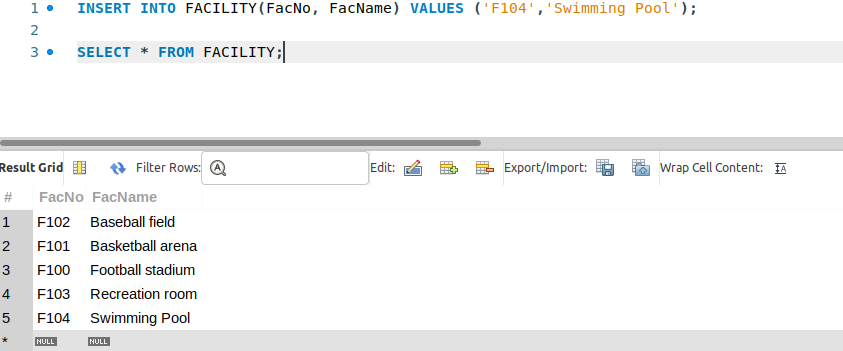 1 INSERT INTO FACILITY(FacNo, FacName) VALUES ('F104','Swimming Pool');
2
3 SELECT * FROM FACILITY;
Result Grid Filter Rows: Edit: Export/Import: Wrap Cell Content:
# FacNo FacName
1 F102 Baseball field
2 F101 Basketball arena
3 F100 Football stadium
4 F103 Recreation room
5 F104 Swimming Pool
* NULL NULL